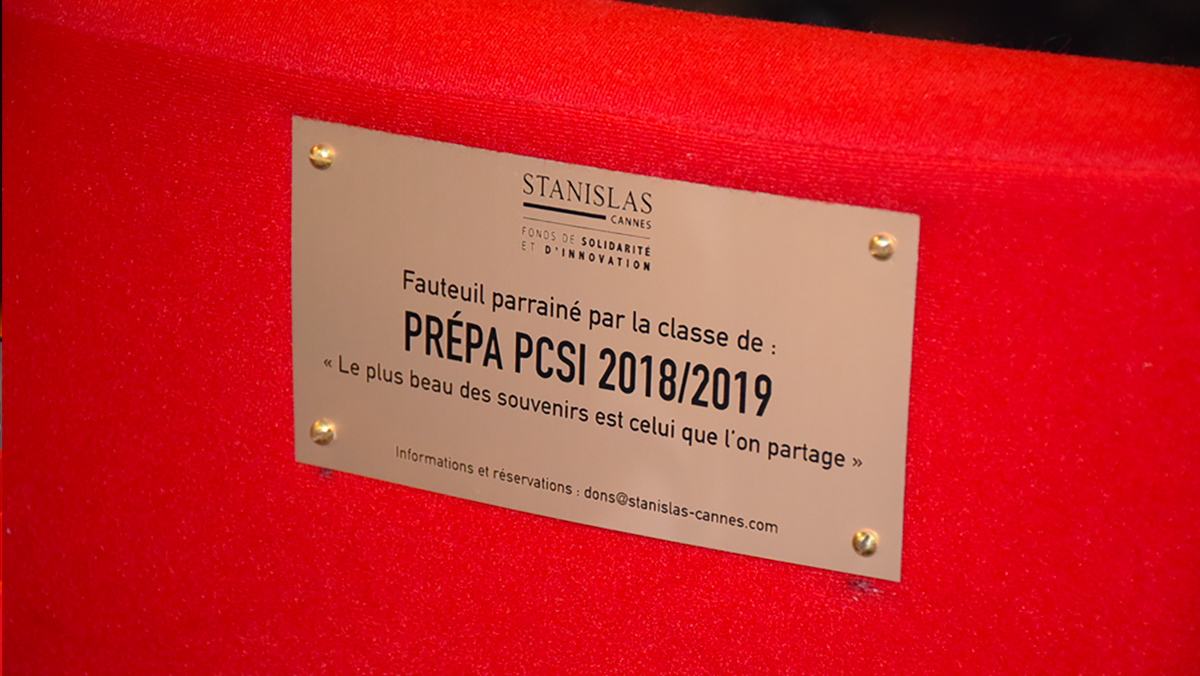 STANISLAS
CANNES
FONDS DE SOLIDARITÉ
ET D'INNOVATION
Fauteuil parrainé par la classe de :
PRÉPA PCSI 2018/2019
« Le plus beau des souvenirs est celui que l'on partage »
Informations et réservations : dons@stanislas-cannes.com